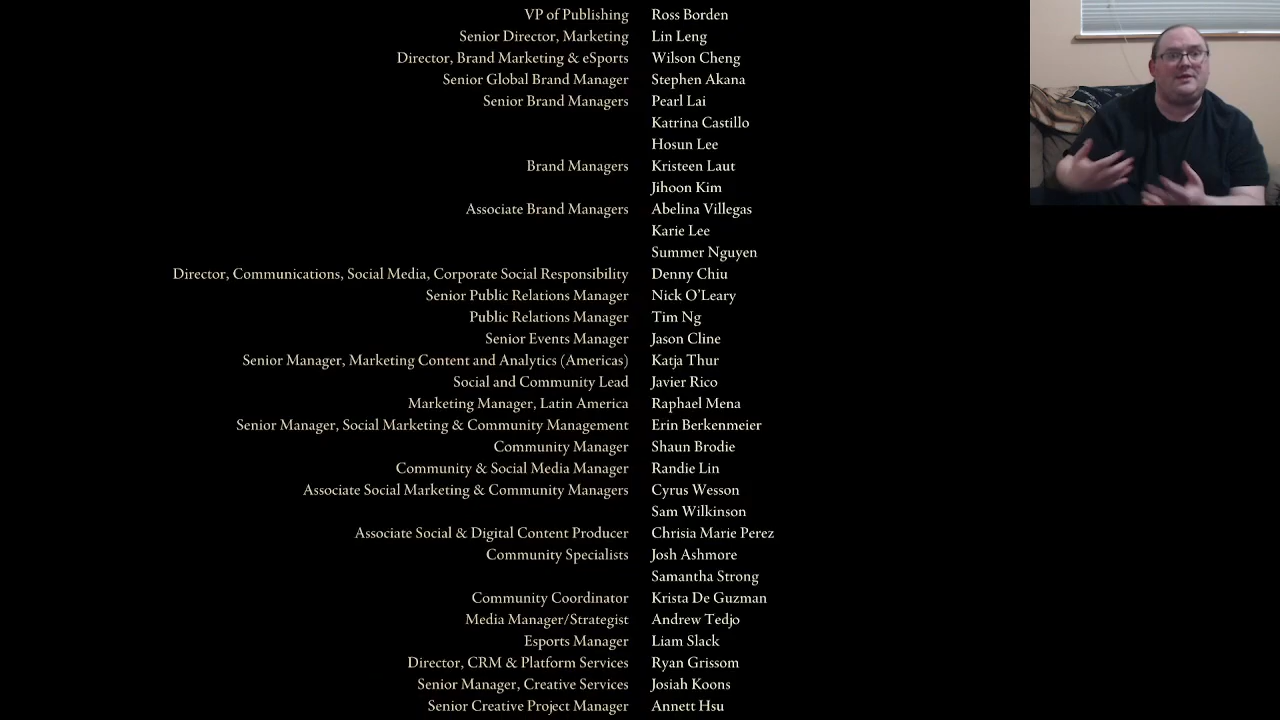 VP of Publishing Ross Borden
Senior Director, Marketing Lin Leng
Director, Brand Marketing & eSports Wilson Cheng
Senior Global Brand Manager Stephen Akana
Senior Brand Managers Pearl Lai
Katrina Castillo
Hosun Lee
Brand Managers Kristeen Laut
Jihoon Kim
Associate Brand Managers Abelina Villegas
Karie Lee
Summer Nguyen
Director, Communications, Social Media, Corporate Social Responsibility Denny Chiu
Senior Public Relations Manager Nick O'Leary
Public Relations Manager Tim Ng
Senior Events Manager Jason Cline
Senior Manager, Marketing Content and Analytics (Americas) Katja Thur
Social and Community Lead Javier Rico
Marketing Manager, Latin America Raphael Mena
Senior Manager, Social Marketing & Community Management Erin Berkenmeier
Community Manager Shaun Brodie
Community & Social Media Manager Randie Lin
Associate Social Marketing & Community Managers Cyrus Wesson
Sam Wilkinson
Associate Social & Digital Content Producer Chrisia Marie Perez
Community Specialists Josh Ashmore
Samantha Strong
Community Coordinator Krista De Guzman
Media Manager/Strategist Andrew Tedjo
Esports Manager Liam Slack
Director, CRM & Platform Services Ryan Grissom
Senior Manager, Creative Services Josiah Koons
Senior Creative Project Manager Annett Hsu